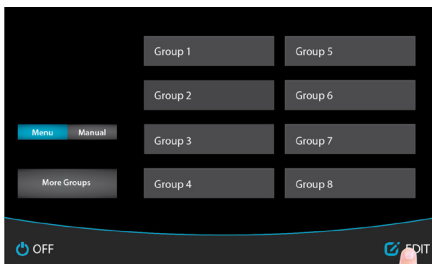 Group 1 Group 5
Group 2 Group 6
Menu Manual
Group 3 Group 7
More Groups
Group 4 Group 8
OFF
EDIT